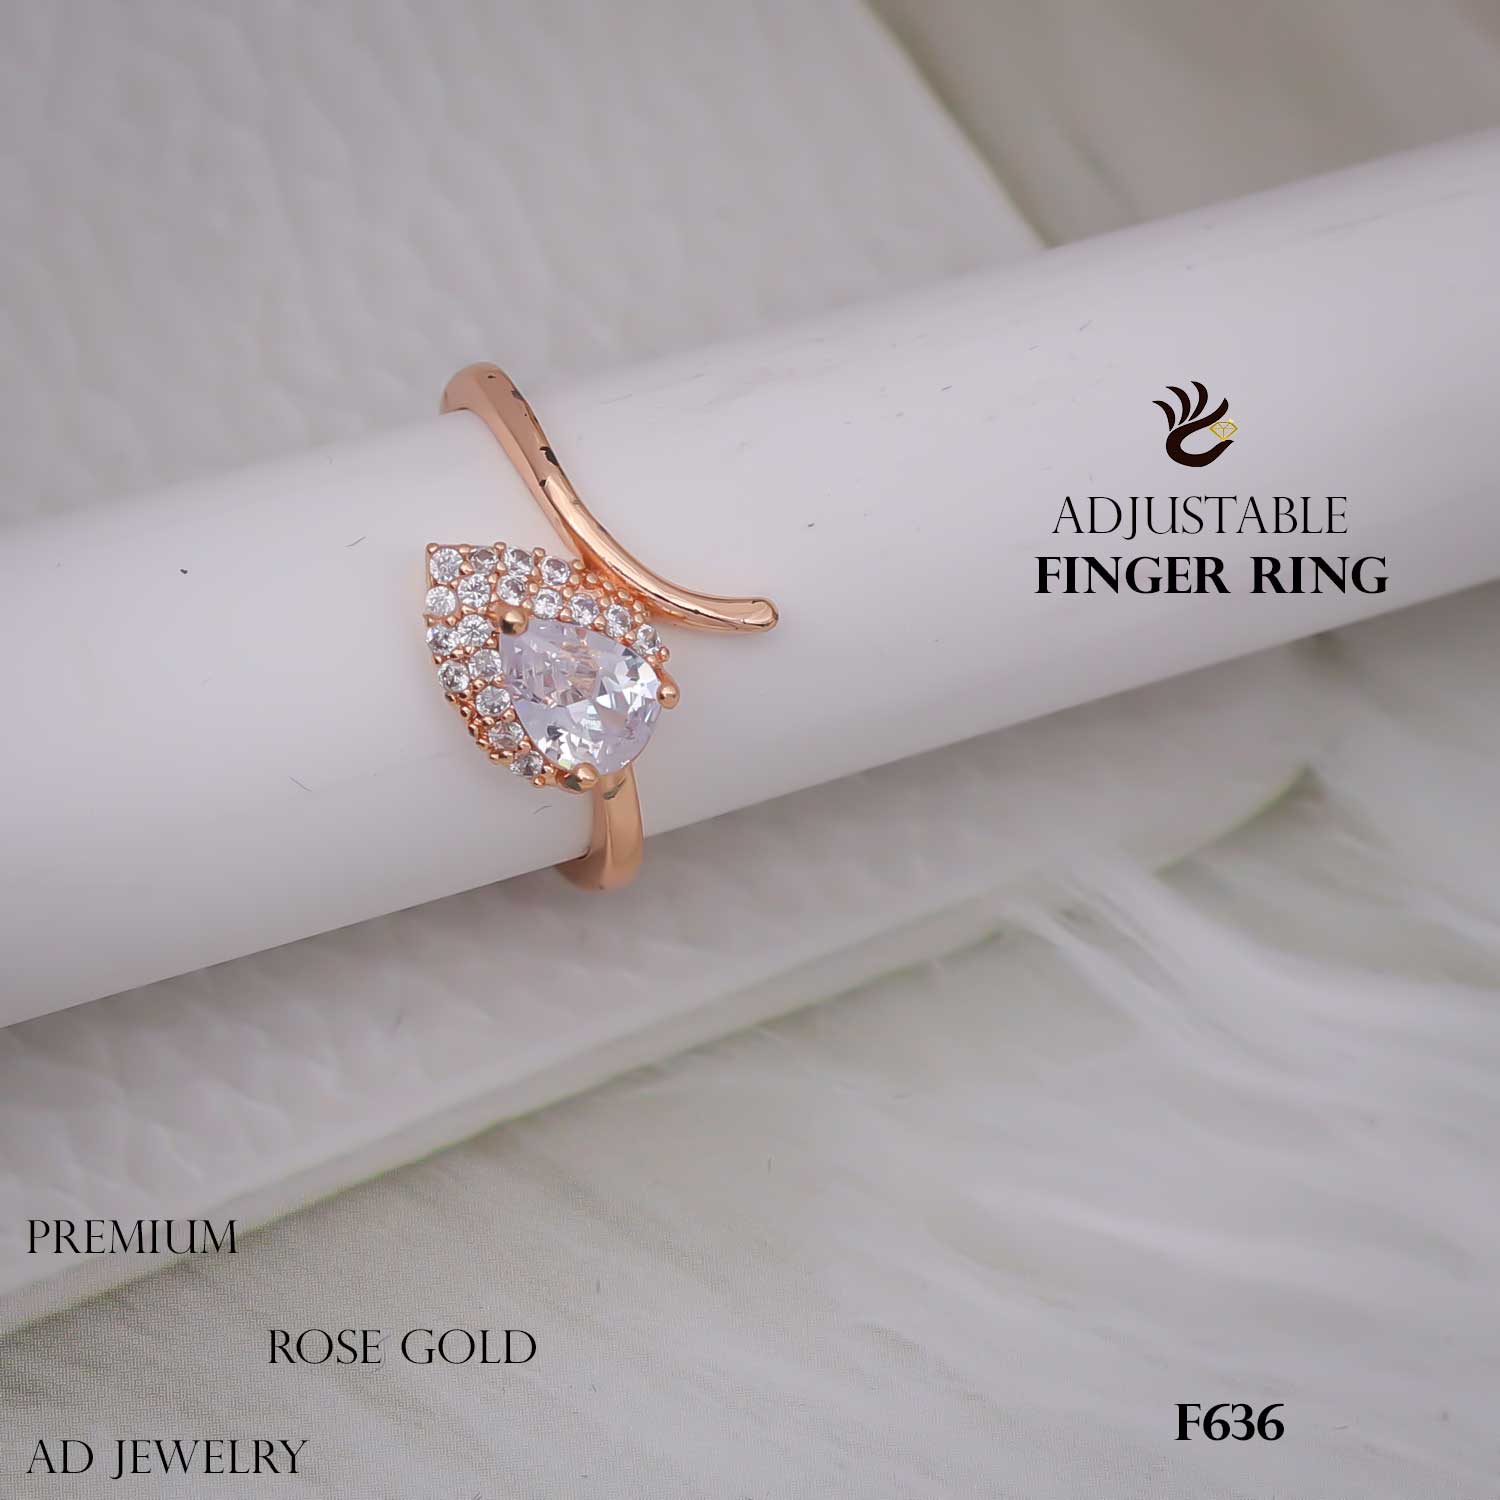 ADJUSTABLE
FINGER RING
PREMIUM
ROSE GOLD
AD JEWELRY
F636